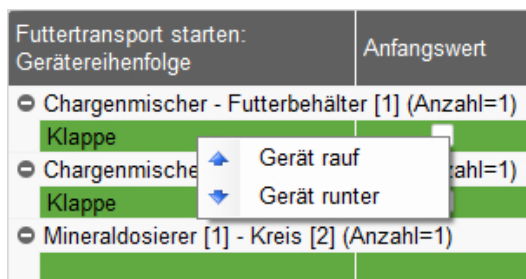 Futtertransport starten:
Gerätereihenfolge
Anfangswert
Chargenmischer - Futterbehälter [1] (Anzahl=1)
Klappe
Gerät rauf
Chargenmische zahl=1)
Klappe
Gerät runter
Mineraldosierer [1] - Kreis [2] (Anzahl=1)